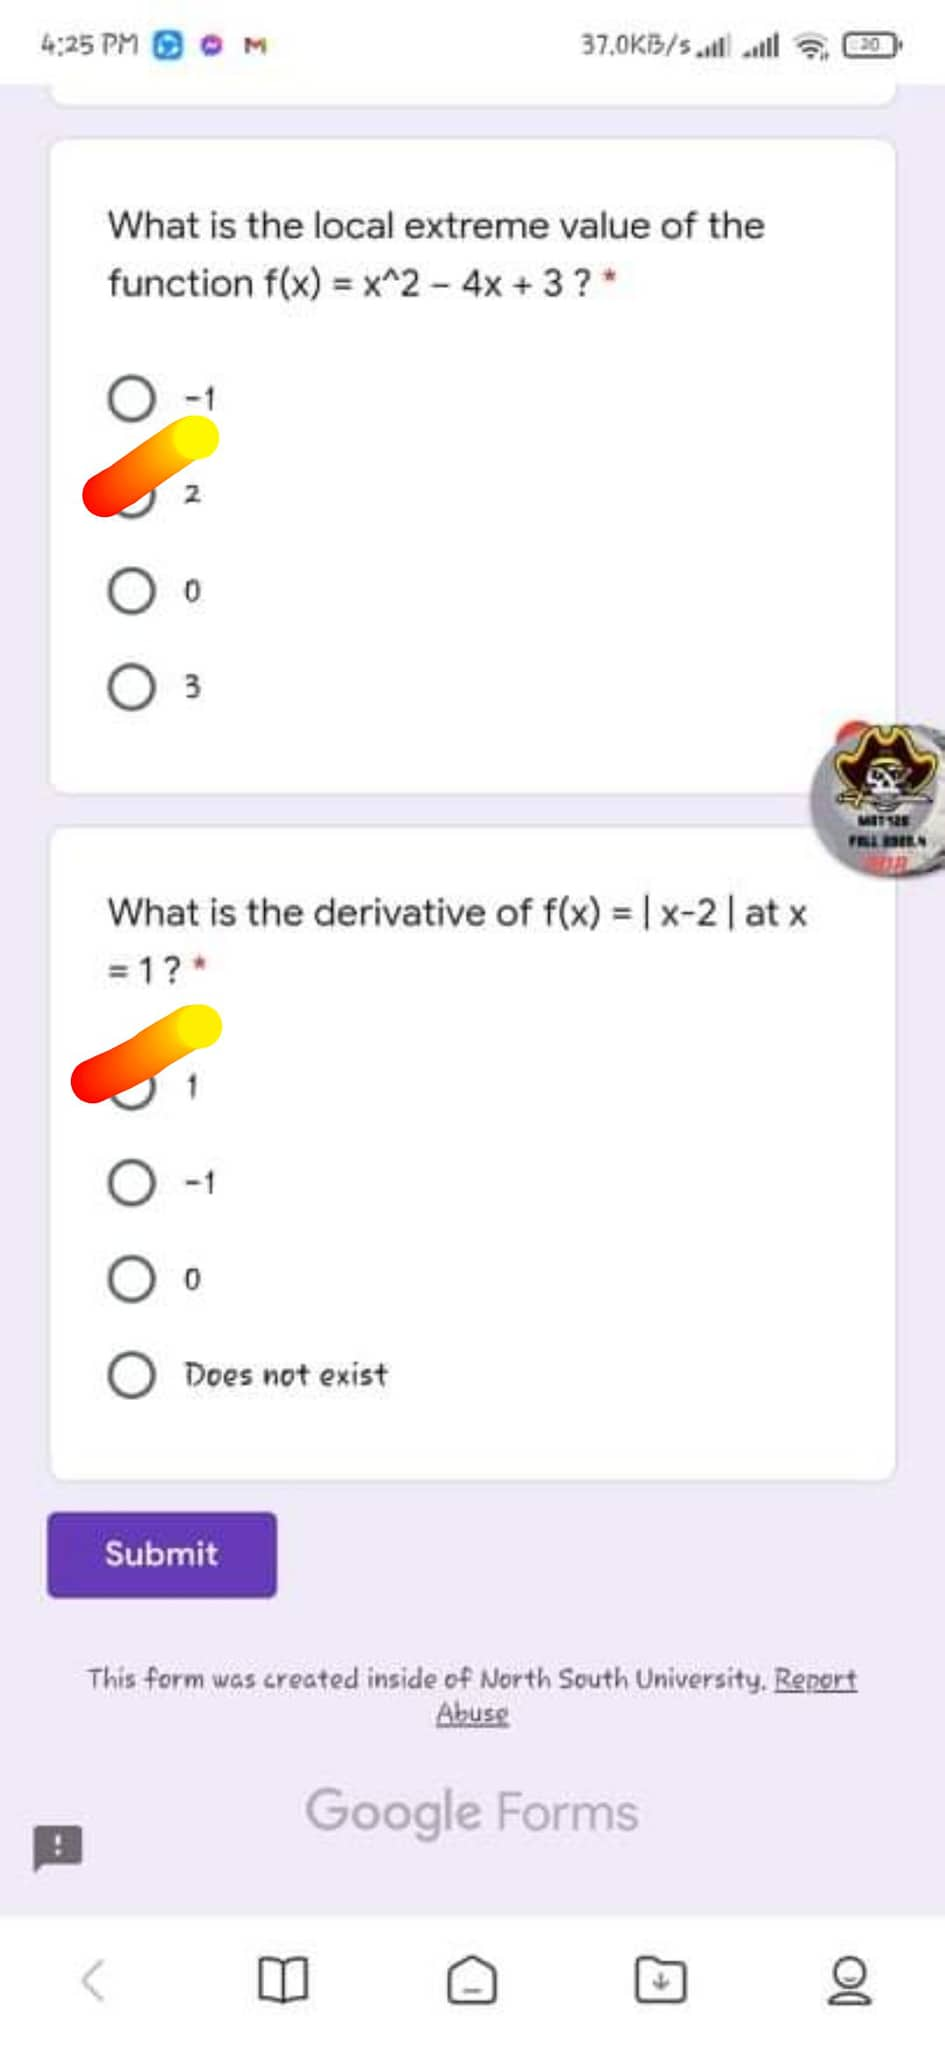 4:25 PM
37.0KB/s
20
What is the local extreme value of the
function f(x) = x^2 – 4x + 3 ? *
-1
2
0
3
What is the derivative of f(x) = | x-2 | at x
= 1 ? *
1
-1
0
Does not exist
Submit
This form was created inside of North South University. Report
Abuse
Google Forms